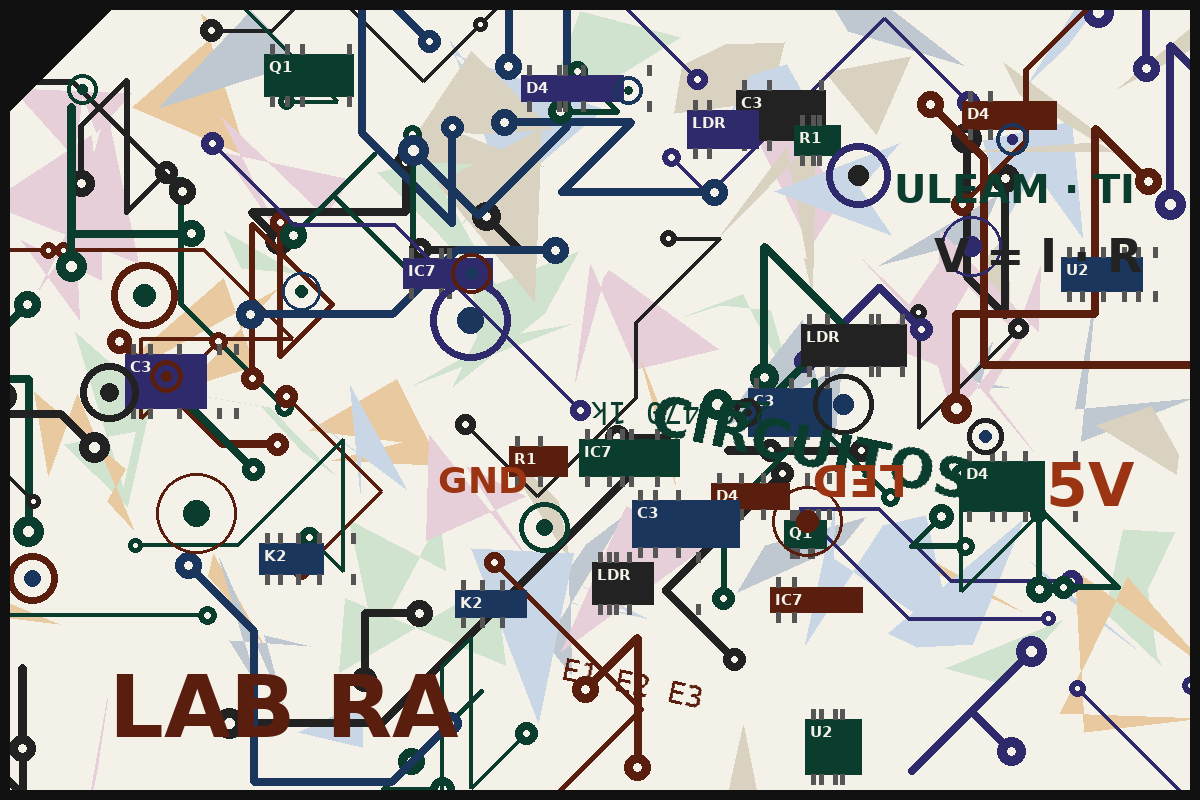 Q1
D4
C3
LDR
R1
D4
ULEAM · TI
V = I · R
IC7
U2
LDR
C3
C3
470
1K
CIRCUITOS
R1
IC7
GND
LED
D4
5V
D4
C3
Q1
K2
LDR
K2
IC7
E1 E2 E3
LAB RA
U2